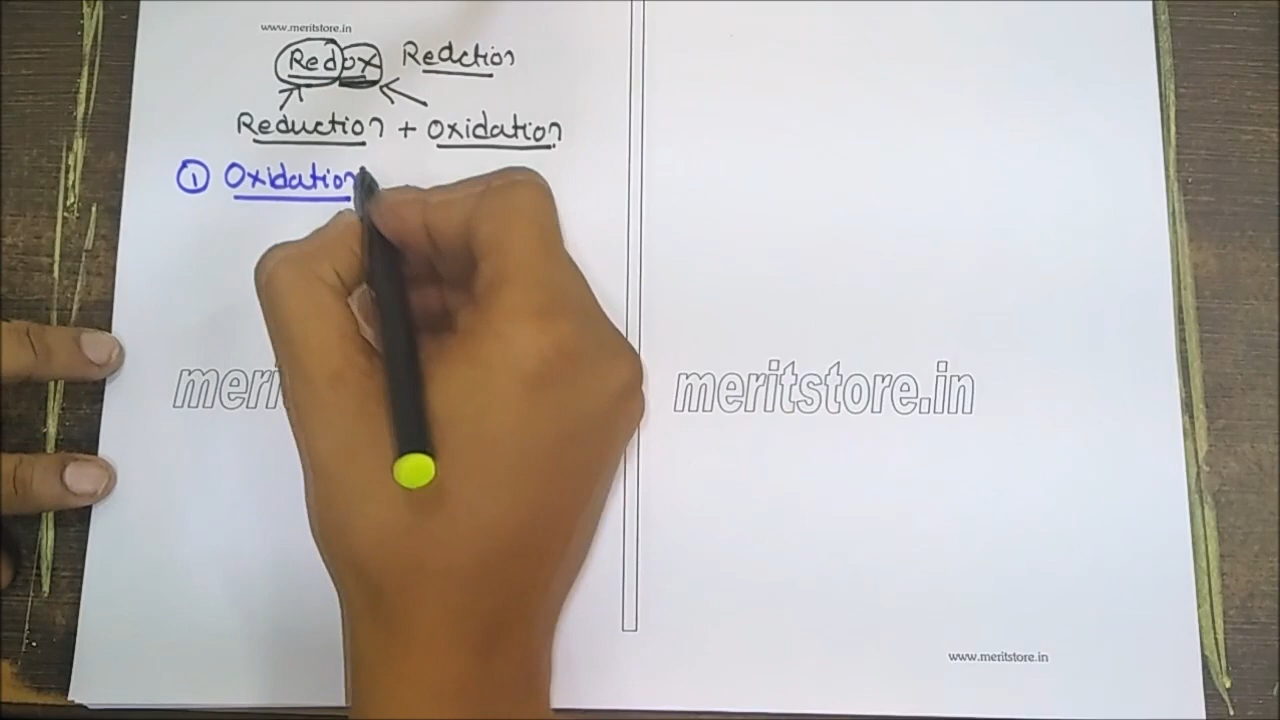 www.meritstore.in
Redox Redction
Reduction + Oxidation
① Oxidation
meritstore.in
www.meritstore.in